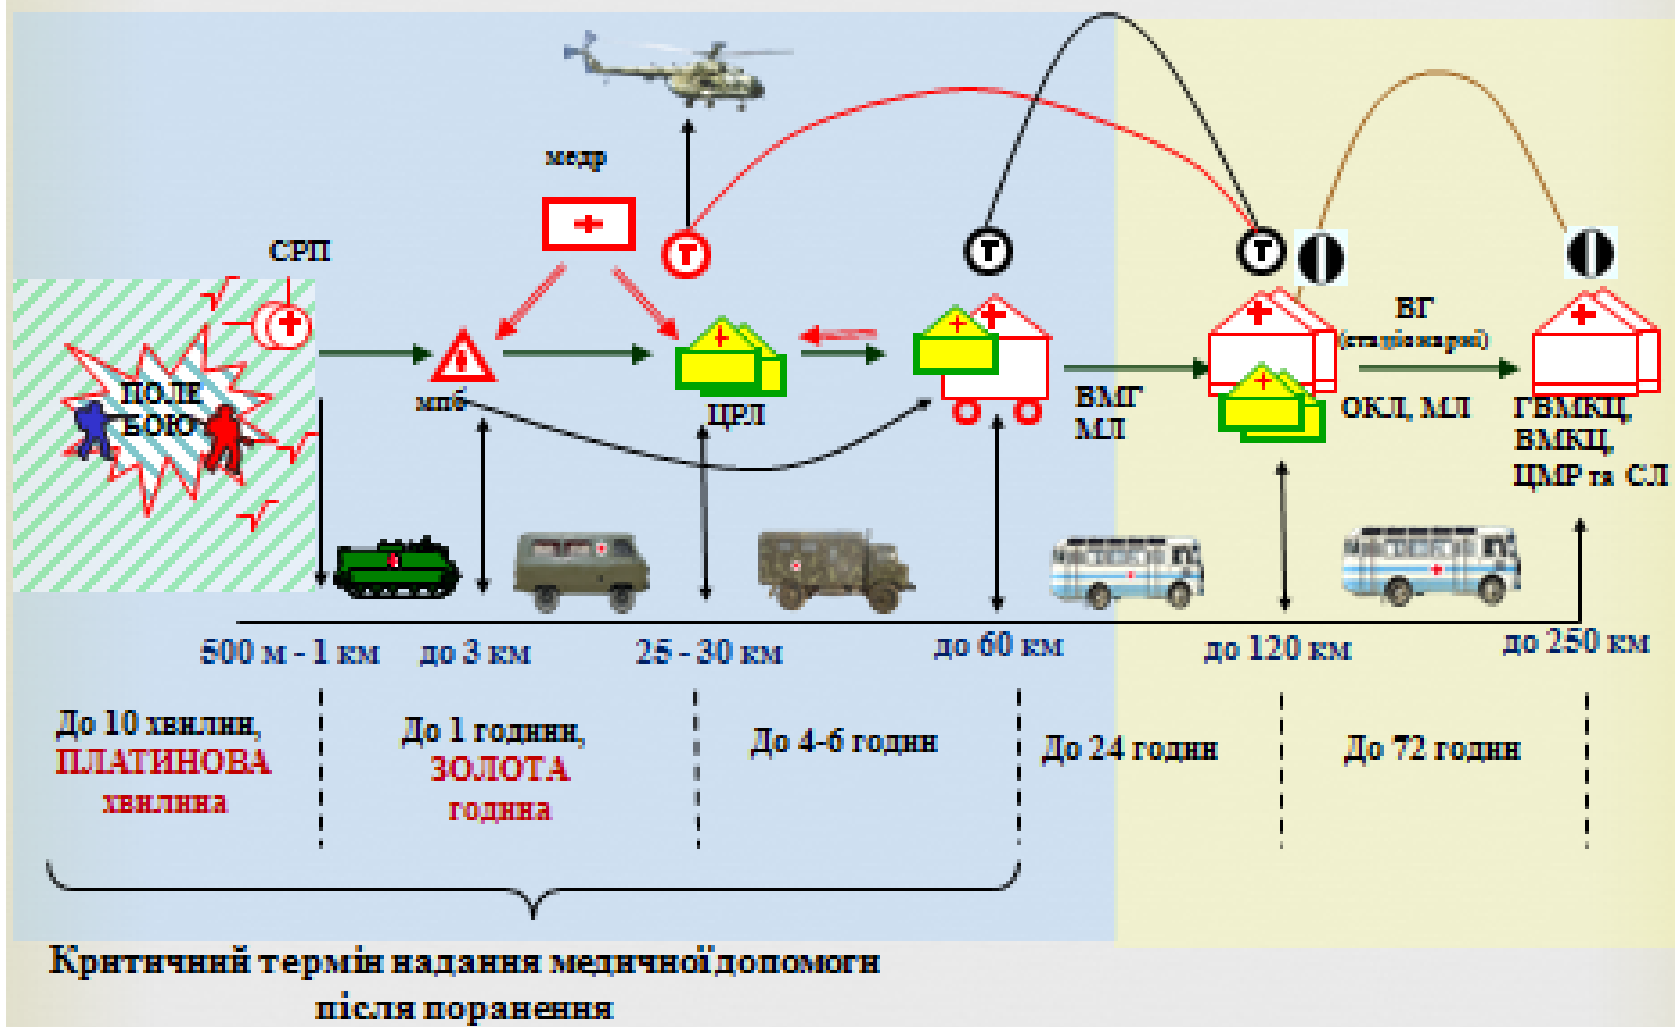 медр
СРП
ПОЛЕ
БОЮ
мпб
ЦРЛ
Т
Т
Т
ВМГ
МЛ
ВГ
(стаціонарні)
ОКЛ, МЛ
ГВМКЦ,
ВМКЦ,
ЦМР та СЛ
500 м - 1 км
до 3 км
25 - 30 км
до 60 км
до 120 км
до 250 км
До 10 хвилин,
ПЛАТИНОВА
хвилина
До 1 години,
ЗОЛОТА
година
До 4-6 годин
До 24 годин
До 72 годин
Критичний термін надання медичної допомоги
після поранення